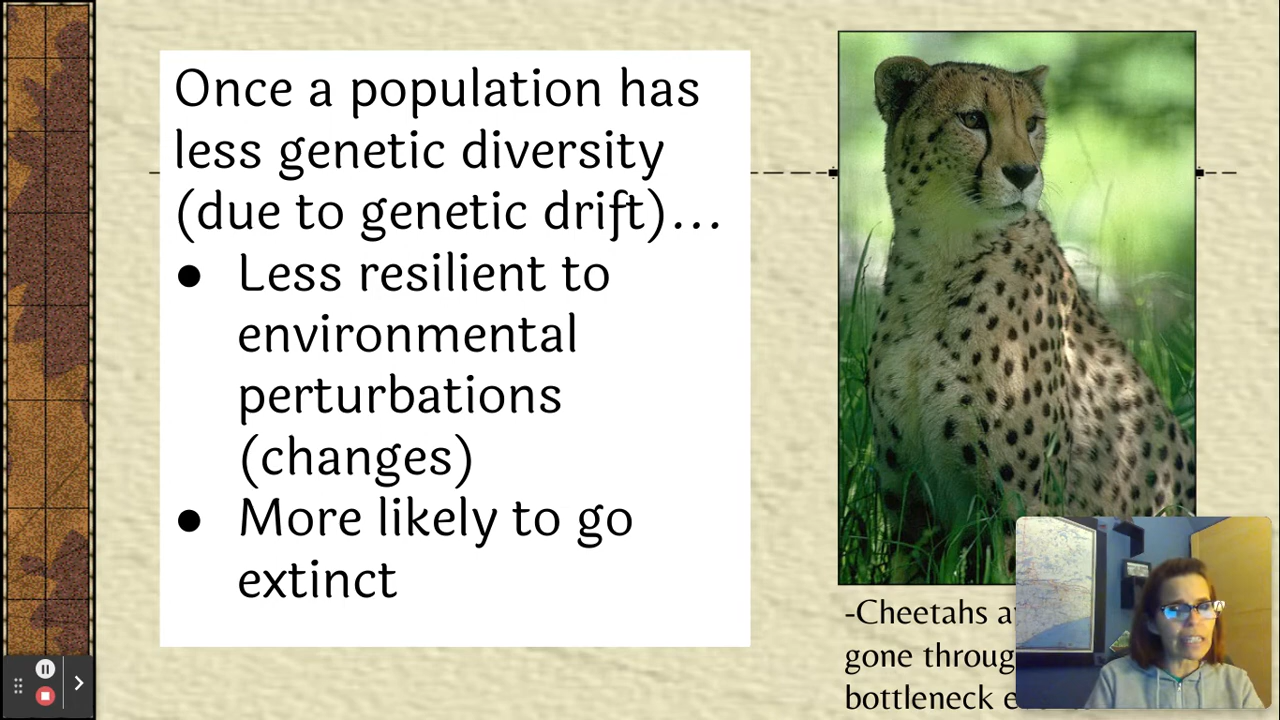 Once a population has
less genetic diversity
(due to genetic drift)...
● Less resilient to
environmental
perturbations
(changes)
● More likely to go
extinct
-Cheetahs
gone
bottleneck